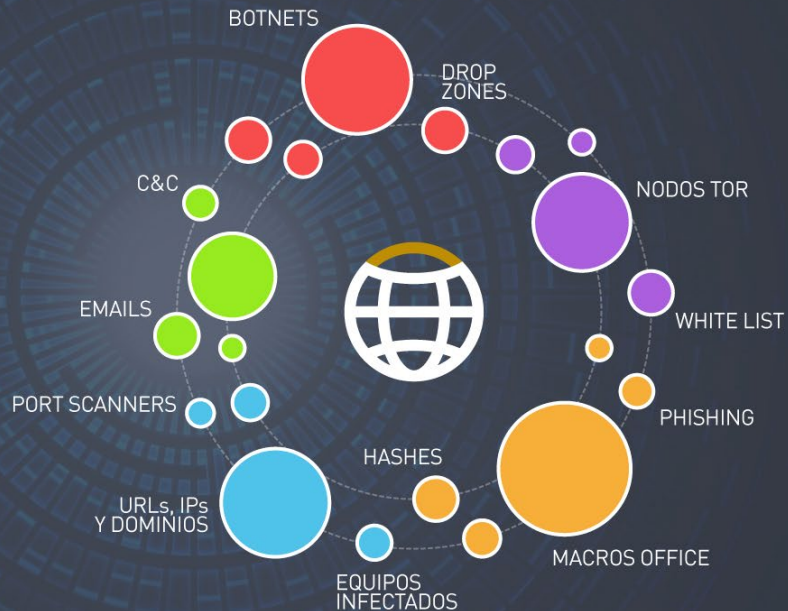 BOTNETS
DROP
ZONES
C&C
NODOS TOR
EMAILS
WHITE LIST
PORT SCANNERS
PHISHING
HASHES
URLs, IPs
Y DOMINIOS
MACROS OFFICE
EQUIPOS
INFECTADOS